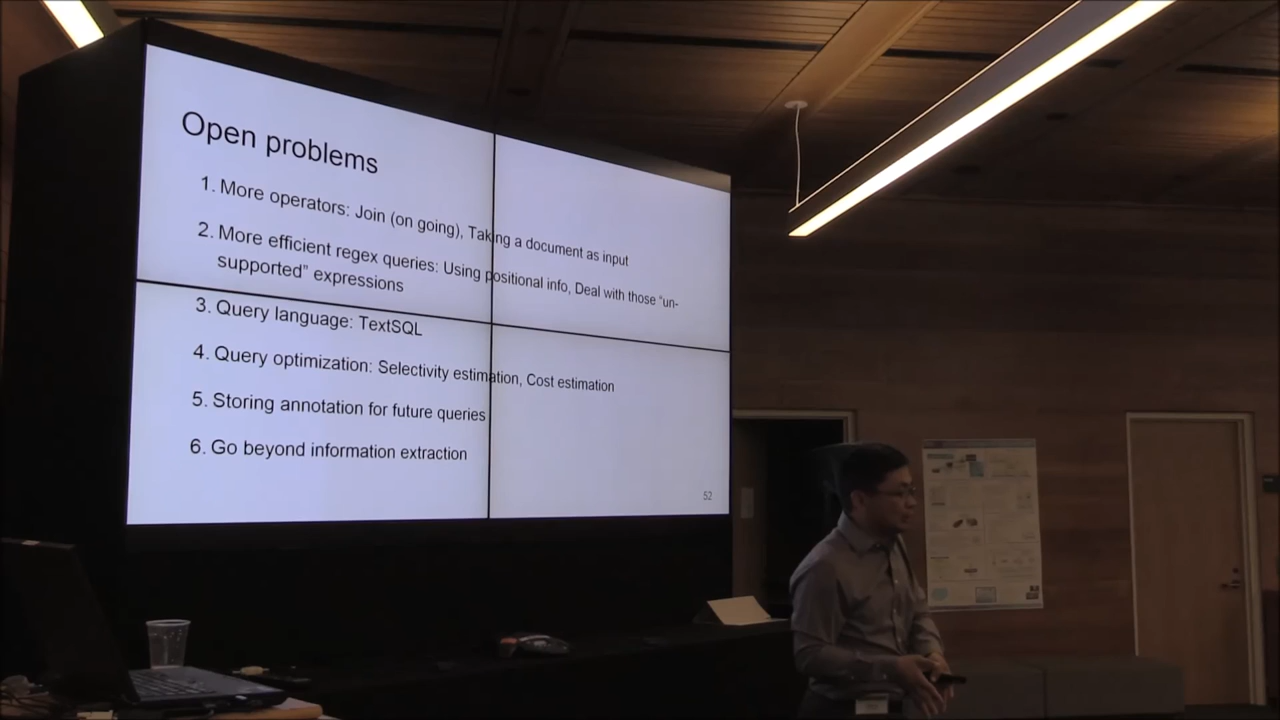 Open problems
1. More operators: Join (on going), Taking a document as input
2. More efficient regex queries: Using positional info, Deal with those “un-
supported” expressions
3. Query language: TextSQL
4. Query optimization: Selectivity estimation, Cost estimation
5. Storing annotation for future queries
6. Go beyond information extraction
52